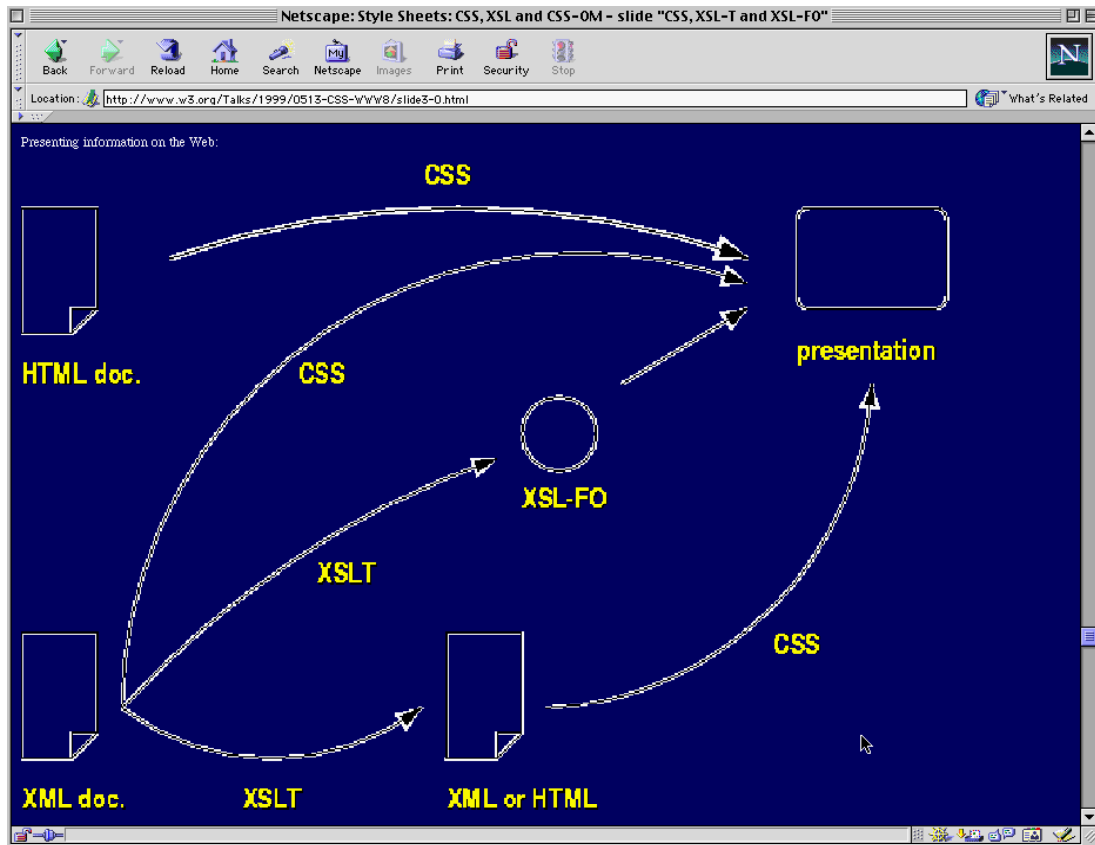 Netscape: Style Sheets: CSS, XSL and CSS-OM - slide "CSS, XSL-T and XSL-FO"
My
N
Back Forward Reload Home Search Netscape Images Print Security Stop
Location: http://www.w3.org/Talks/1999/0513-CSS-WWW8/slide3-0.html What's Related
Presenting information on the Web:
CSS
presentation
HTML doc.
CSS
XSL-FO
XSLT
CSS
XML doc.
XSLT
XML or HTML